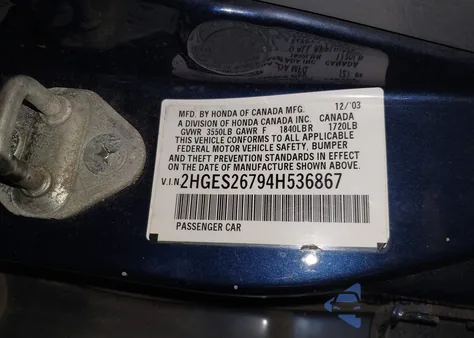 MFD. BY HONDA OF CANADA MFG. 12/'03
A DIVISION OF HONDA CANADA INC. CANADA
GVWR 3550LB GAWR F 1840LB R 1720LB
THIS VEHICLE CONFORMS TO ALL APPLICABLE
FEDERAL MOTOR VEHICLE SAFETY, BUMPER
AND THEFT PREVENTION STANDARDS IN EFFECT
ON THE DATE OF MANUFACTURE SHOWN ABOVE.
V.I.N. 2HGES26794H536867
PASSENGER CAR